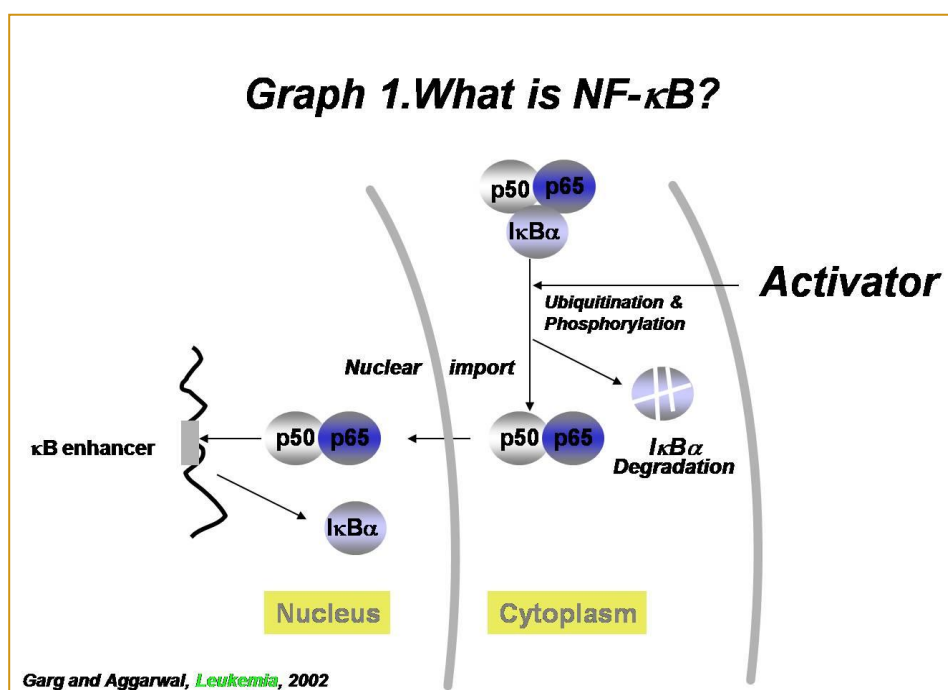 Graph 1.What is NF-κB?
p50 p65
IκBα
Activator
Ubiquitination &
Phosphorylation
Nuclear import
κB enhancer
p50 p65
p50 p65
IκBα
Degradation
IκBα
Nucleus
Cytoplasm
Garg and Aggarwal, Leukemia, 2002